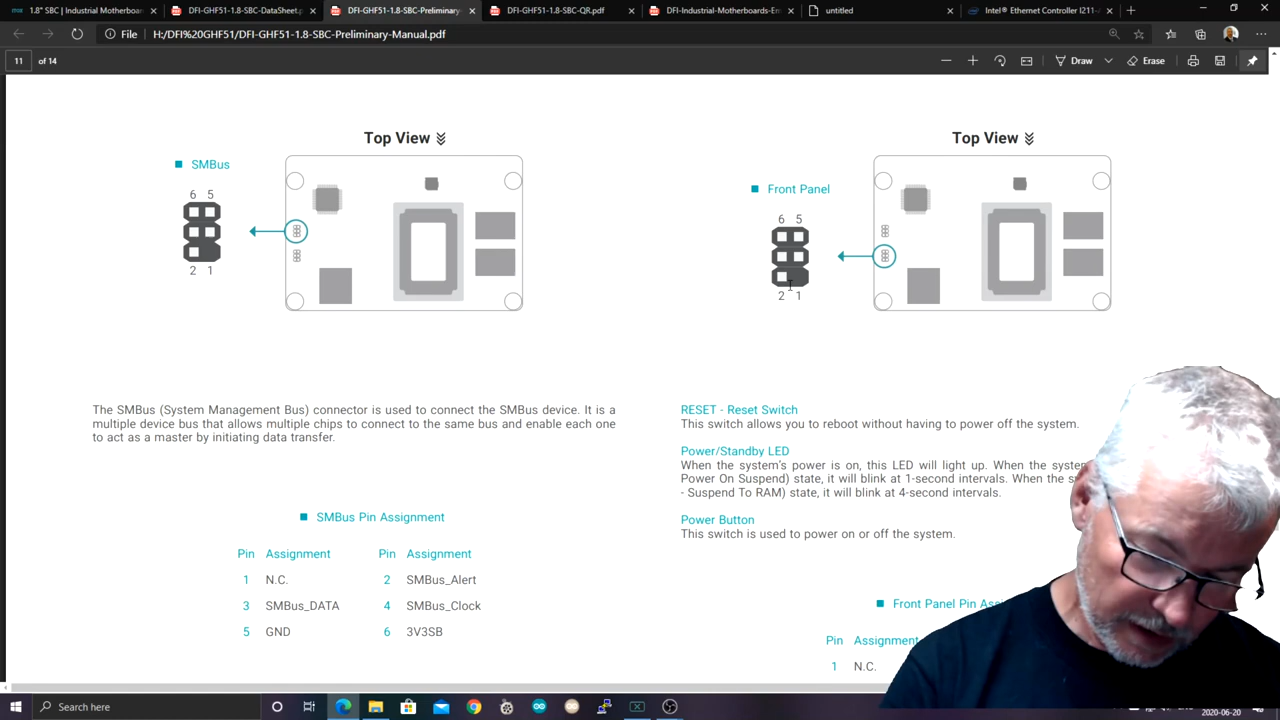 1.8" SBC | Industrial Motherboar
DFI-GHF51-1.8-SBC-DataSheet.p
DFI-GHF51-1.8-SBC-Preliminary-
DFI-GHF51-1.8-SBC-QR.pdf
DFI-Industrial-Motherboards-Em
untitled
Intel® Ethernet Controller I211-
File
H:/DFI%20GHF51/DFI-GHF51-1.8-SBC-Preliminary-Manual.pdf
11 of 14
Draw
Erase
Top View
SMBus
6 5
2 1
The SMBus (System Management Bus) connector is used to connect the SMBus device. It is a
multiple device bus that allows multiple chips to connect to the same bus and enable each one
to act as a master by initiating data transfer.
SMBus Pin Assignment
Pin Assignment Pin Assignment
1 N.C. 2 SMBus_Alert
3 SMBus_DATA 4 SMBus_Clock
5 GND 6 3V3SB
Top View
Front Panel
6 5
2 1
RESET - Reset Switch
This switch allows you to reboot without having to power off the system.
Power/Standby LED
When the system's power is on, this LED will light up. When the system
Power On Suspend) state, it will blink at 1-second intervals. When the
- Suspend To RAM) state, it will blink at 4-second intervals.
Power Button
This switch is used to power on or off the system.
Front Panel Pin
Pin Assignment
1 N.C.
Search here
2020-06-20